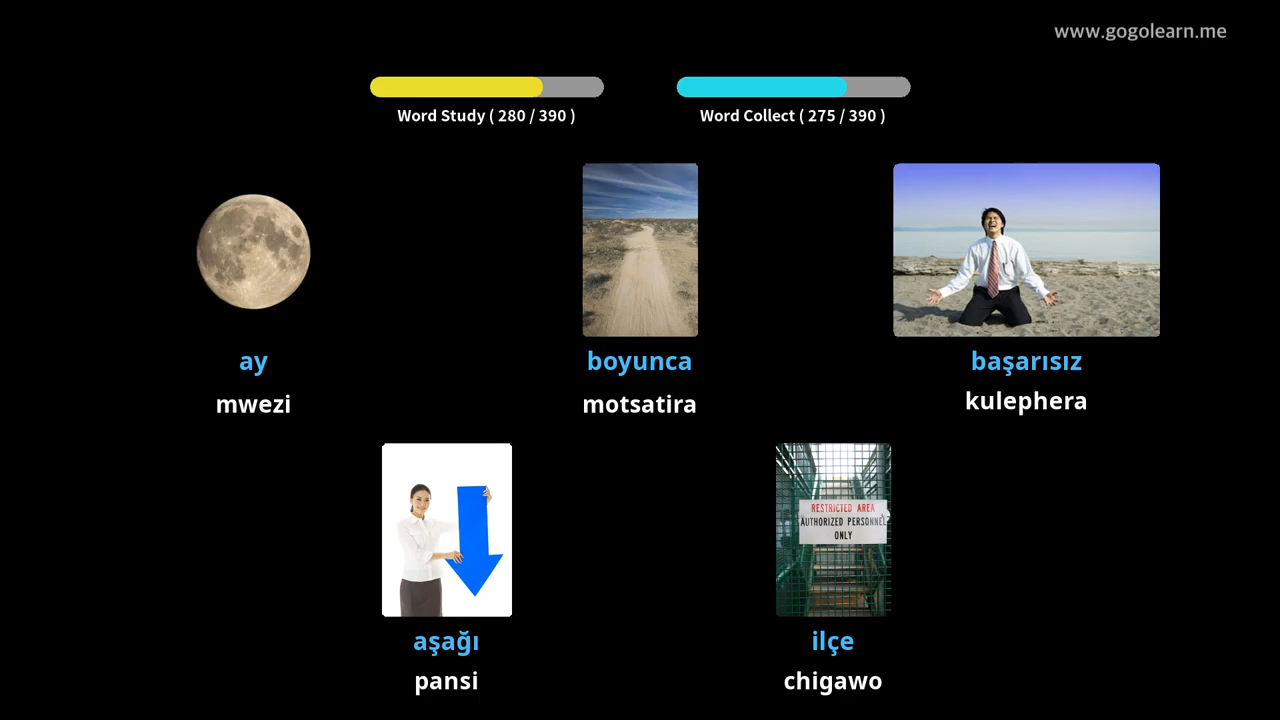 www.gogolearn.me
Word Study ( 280 / 390 )
Word Collect ( 275 / 390 )
ay
boyunca
başarısız
mwezi
motsatira
kulephera
RESTRICTED AREA
AUTHORIZED PERSONNEL
ONLY
aşağı
ilçe
pansi
chigawo